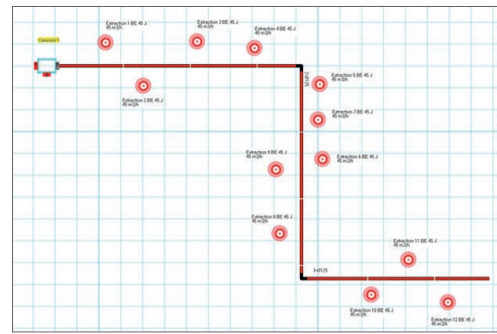 Extraction 1 BE 45 J
45 m3/h
Extraction 3 BE 45 J
45 m3/h
Extraction 4 BE 45 J
45 m3/h
Caisson 1
Extraction 2 BE 45 J
45 m3/h
Extraction 5 BE 45 J
45 m3/h
Extraction 7 BE 45 J
45 m3/h
Extraction 9 BE 45 J
45 m3/h
Extraction 6 BE 45 J
45 m3/h
Extraction 8 BE 45 J
45 m3/h
Extraction 11 BE 45 J
45 m3/h
Extraction 10 BE 45 J
45 m3/h
Extraction 12 BE 45 J
45 m3/h